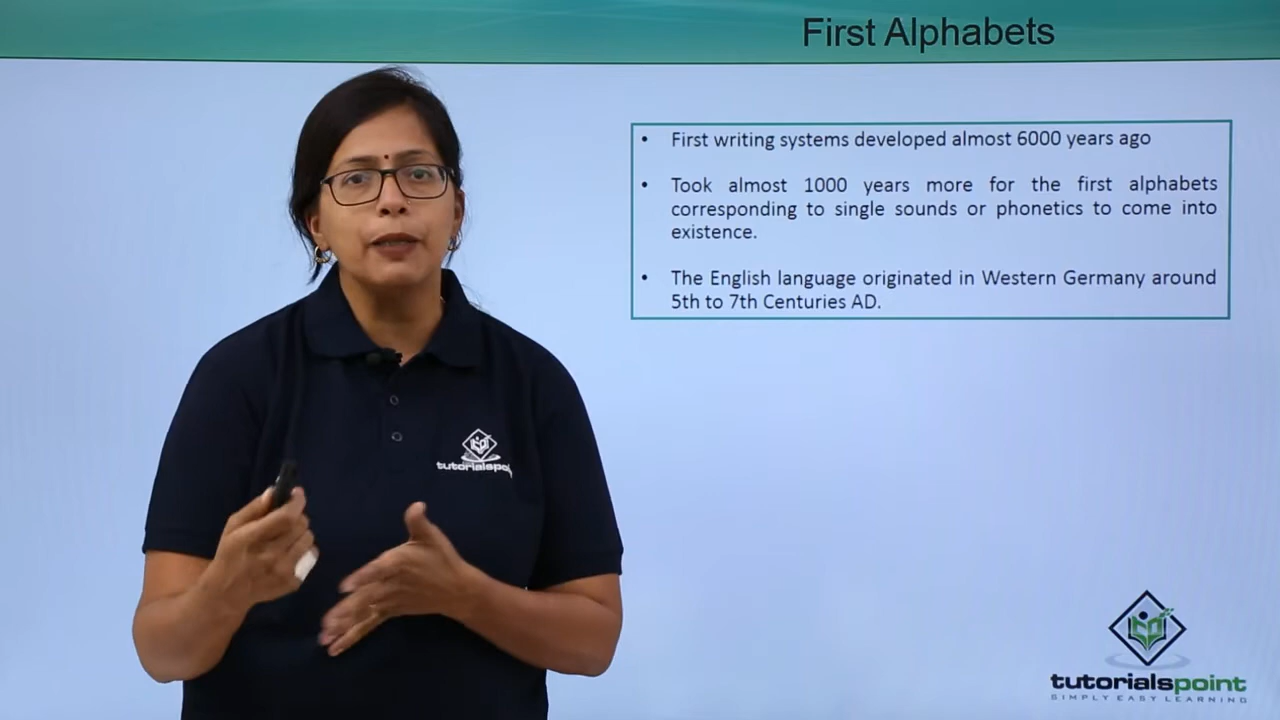 First Alphabets
• First writing systems developed almost 6000 years ago
• Took almost 1000 years more for the first alphabets
corresponding to single sounds or phonetics to come into
existence.
• The English language originated in Western Germany around
5th to 7th Centuries AD.
tutorialspoint
tutorialspoint
SIMPLY EASY LEARNING